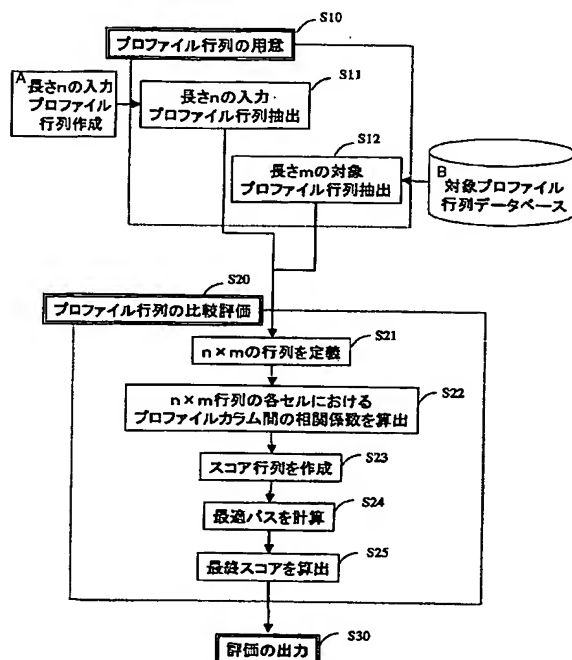 S10
プロファイル行列の用意
A
長さnの入力
プロファイル
行列作成
S11
長さnの入力
プロファイル行列抽出
S12
長さmの対象
プロファイル行列抽出
B
対象プロファイル
行列データベース
S20
プロファイル行列の比較評価
S21
n×mの行列を定義
S22
n×m行列の各セルにおける
プロファイルカラム間の相関係数を算出
S23
スコア行列を作成
S24
最適パスを計算
S25
最終スコアを算出
S30
評価の出力